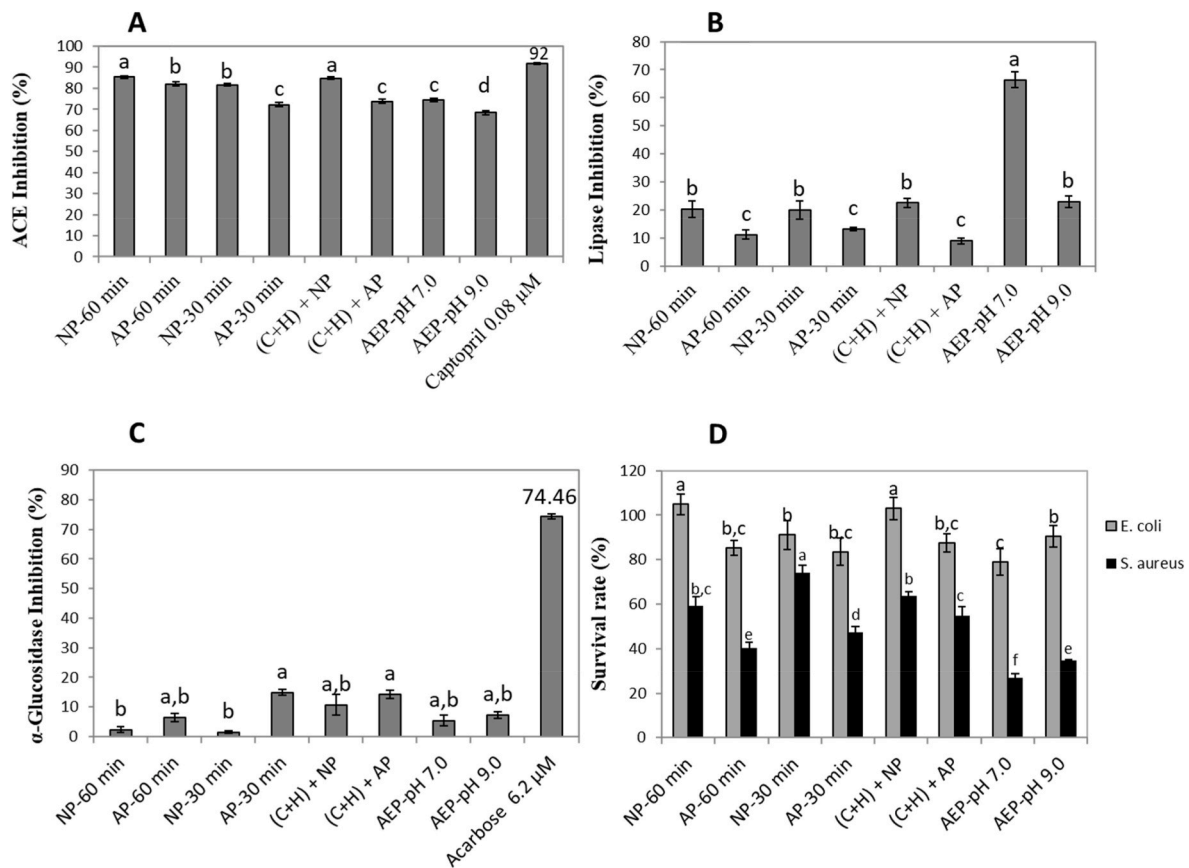 A
ACE Inhibition (%)
100
90
80
70
60
50
40
30
20
10
0
a
b
b
c
a
c
c
d
92
NP-60 min
AP-60 min
NP-30 min
AP-30 min
(C+H) + NP
(C+H) + AP
AEP-pH 7.0
AEP-pH 9.0
Captopril 0.08 µM
B
Lipase Inhibition (%)
80
70
60
50
40
30
20
10
0
b
c
b
c
b
c
a
b
NP-60 min
AP-60 min
NP-30 min
AP-30 min
(C+H) + NP
(C+H) + AP
AEP-pH 7.0
AEP-pH 9.0
C
α-Glucosidase Inhibition (%)
90
80
70
60
50
40
30
20
10
0
b
a,b
b
a
a,b
a
a,b
a,b
74.46
NP-60 min
AP-60 min
NP-30 min
AP-30 min
(C+H) + NP
(C+H) + AP
AEP-pH 7.0
AEP-pH 9.0
Acarbose 6.2 µM
D
Survival rate (%)
120
100
80
60
40
20
0
a
b,c
b,c
e
b
a
b,c
d
a
b
b,c
c
c
f
b
e
NP-60 min
AP-60 min
NP-30 min
AP-30 min
(C+H) + NP
(C+H) + AP
AEP-pH 7.0
AEP-pH 9.0
E. coli
S. aureus